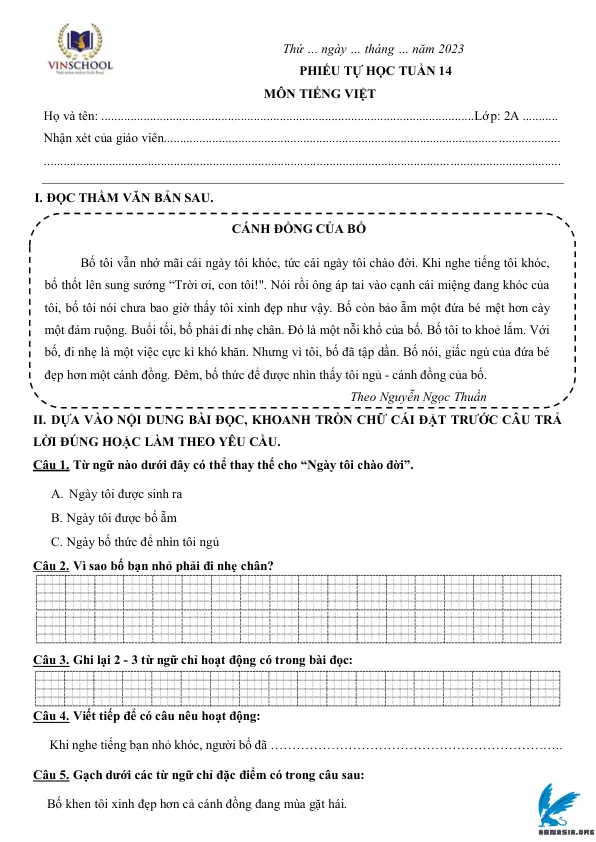 VINSCHOOL
Thứ ... ngày ... tháng ... năm 2023
PHIẾU TỰ HỌC TUẦN 14
MÔN TIẾNG VIỆT
Họ và tên: ....................................................................................................................Lớp: 2A ...........
Nhận xét của giáo viên..........................................................................................................................
................................................................................................................................................................
I. ĐỌC THẦM VĂN BẢN SAU.
CÁNH ĐỒNG CỦA BỐ
Bố tôi vẫn nhớ mãi cái ngày tôi khóc, tức cái ngày tôi chào đời. Khi nghe tiếng tôi khóc,
bố thốt lên sung sướng “Trời ơi, con tôi!". Nói rồi ông áp tai vào cạnh cái miệng đang khóc của
tôi, bố tôi nói chưa bao giờ thấy tôi xinh đẹp như vậy. Bố còn bảo ẵm một đứa bé mệt hơn cày
một đám ruộng. Buổi tối, bố phải đi nhẹ chân. Đó là một nỗi khổ của bố. Bố tôi to khoẻ lắm. Với
bố, đi nhẹ là một việc cực kì khó khăn. Nhưng vì tôi, bố đã tập dần. Bố nói, giấc ngủ của đứa bé
đẹp hơn một cánh đồng. Đêm, bố thức để được nhìn thấy tôi ngủ - cánh đồng của bố.
Theo Nguyễn Ngọc Thuần
II. DỰA VÀO NỘI DUNG BÀI ĐỌC, KHOANH TRÒN CHỮ CÁI ĐẶT TRƯỚC CÂU TRẢ
LỜI ĐÚNG HOẶC LÀM THEO YÊU CẦU.
Câu 1. Từ ngữ nào dưới đây có thể thay thế cho “Ngày tôi chào đời”.
A. Ngày tôi được sinh ra
B. Ngày tôi được bố ẵm
C. Ngày bố thức để nhìn tôi ngủ
Câu 2. Vì sao bố bạn nhỏ phải đi nhẹ chân?
Câu 3. Ghi lại 2 - 3 từ ngữ chỉ hoạt động có trong bài đọc:
Câu 4. Viết tiếp để có câu nêu hoạt động:
Khi nghe tiếng bạn nhỏ khóc, người bố đã ………………………………………………………..
Câu 5. Gạch dưới các từ ngữ chỉ đặc điểm có trong câu sau:
Bố khen tôi xinh đẹp hơn cả cánh đồng đang mùa gặt hái.